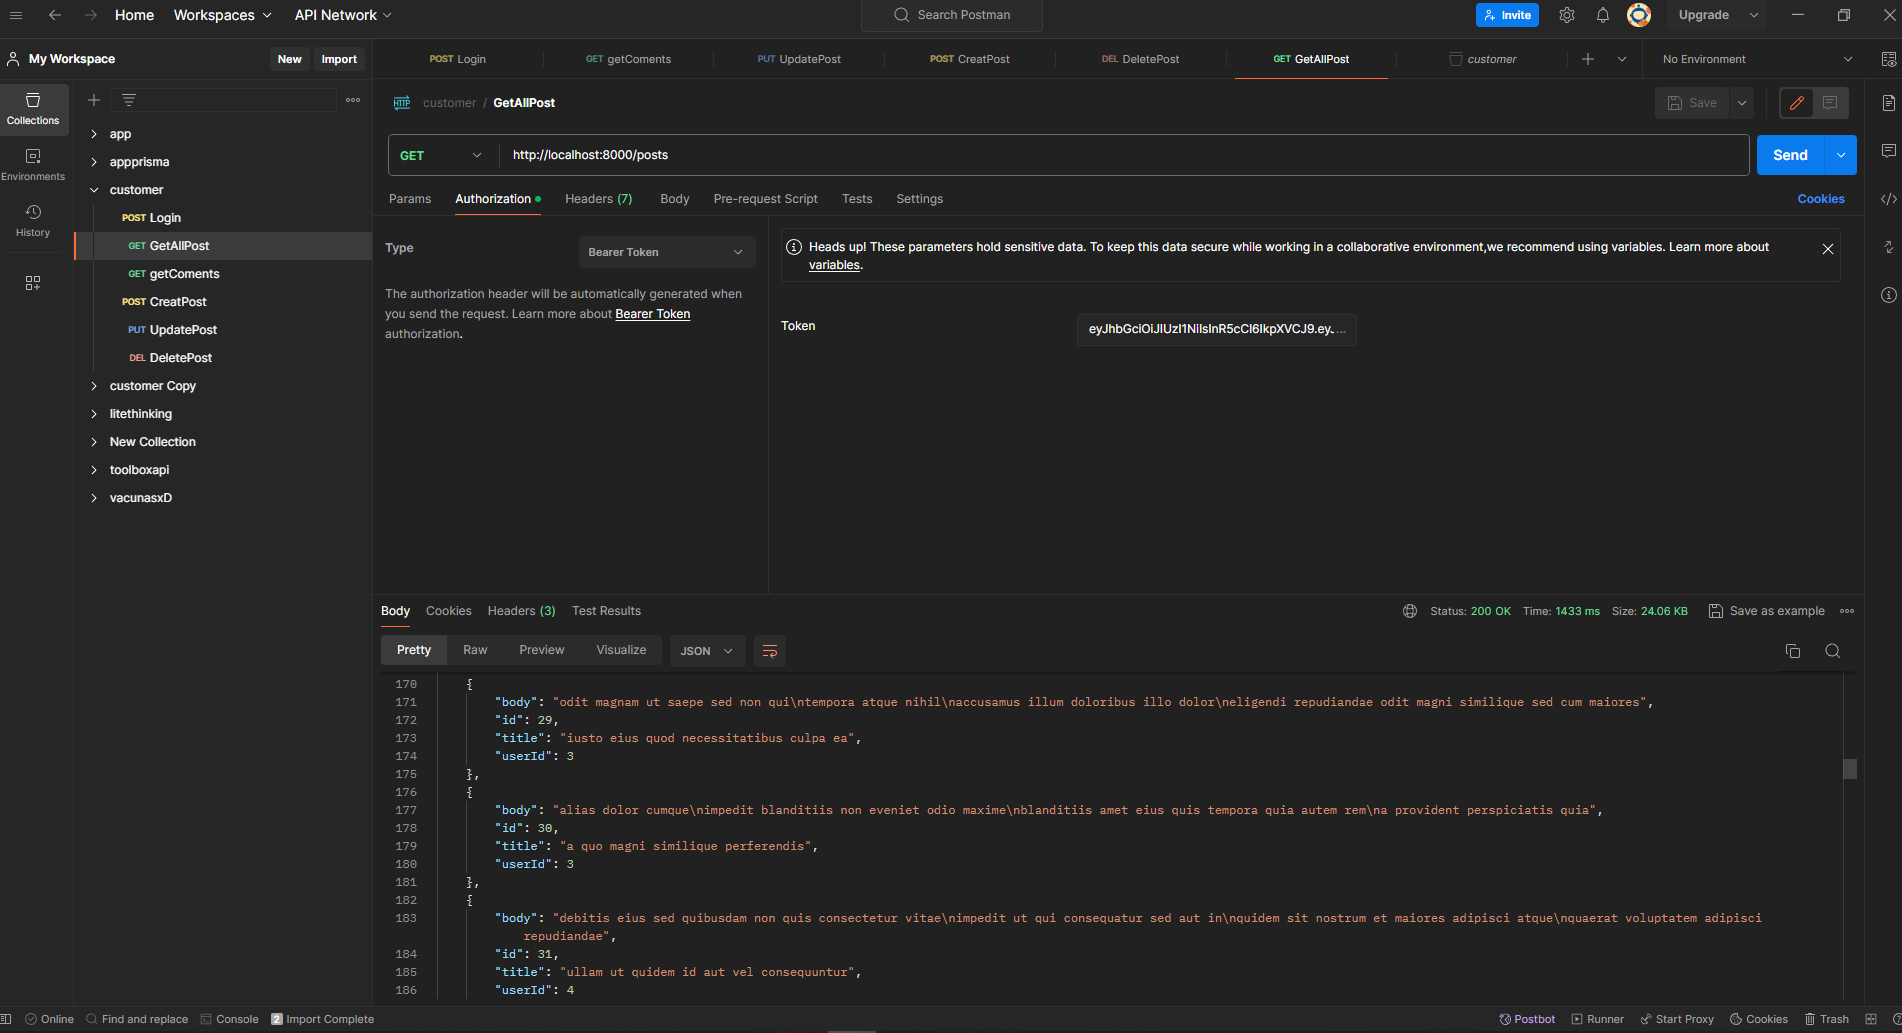 Home Workspaces API Network Search Postman Invite Upgrade
My Workspace New Import
POST Login GET getComents PUT UpdatePost POST CreatPost DEL DeletePost GET GetAllPost customer No Environment
Collections
Environments
History
app
appprisma
customer
POST Login
GET GetAllPost
GET getComents
POST CreatPost
PUT UpdatePost
DEL DeletePost
customer Copy
litethinking
New Collection
toolboxapi
vacunasxD
HTTP customer / GetAllPost Save
GET http://localhost:8000/posts Send
Params Authorization Headers (7) Body Pre-request Script Tests Settings Cookies
Type Bearer Token
The authorization header will be automatically generated when
you send the request. Learn more about Bearer Token
authorization.
Heads up! These parameters hold sensitive data. To keep this data secure while working in a collaborative environment,we recommend using variables. Learn more about
variables.
Token eyJhbGciOiJIUzI1NiIsInR5cCI6IkpXVCJ9.ey. ...
Body Cookies Headers (3) Test Results Status: 200 OK Time: 1433 ms Size: 24.06 KB Save as example
Pretty Raw Preview Visualize JSON
170 {
171 "body": "odit magnam ut saepe sed non qui\ntempora atque nihil\naccusamus illum doloribus illo dolor\neligendi repudiandae odit magni similique sed cum maiores",
172 "id": 29,
173 "title": "iusto eius quod necessitatibus culpa ea",
174 "userId": 3
175 },
176 {
177 "body": "alias dolor cumque\nimpedit blanditiis non eveniet odio maxime\nblanditiis amet eius quis tempora quia autem rem\na provident perspiciatis quia",
178 "id": 30,
179 "title": "a quo magni similique perferendis",
180 "userId": 3
181 },
182 {
183 "body": "debitis eius sed quibusdam non quis consectetur vitae\nimpedit ut qui consequatur sed aut in\nquidem sit nostrum et maiores adipisci atque\nquaerat voluptatem adipisci
repudiandae",
184 "id": 31,
185 "title": "ullam ut quidem id aut vel consequuntur",
186 "userId": 4
Online Find and replace Console 2 Import Complete Postbot Runner Start Proxy Cookies Trash